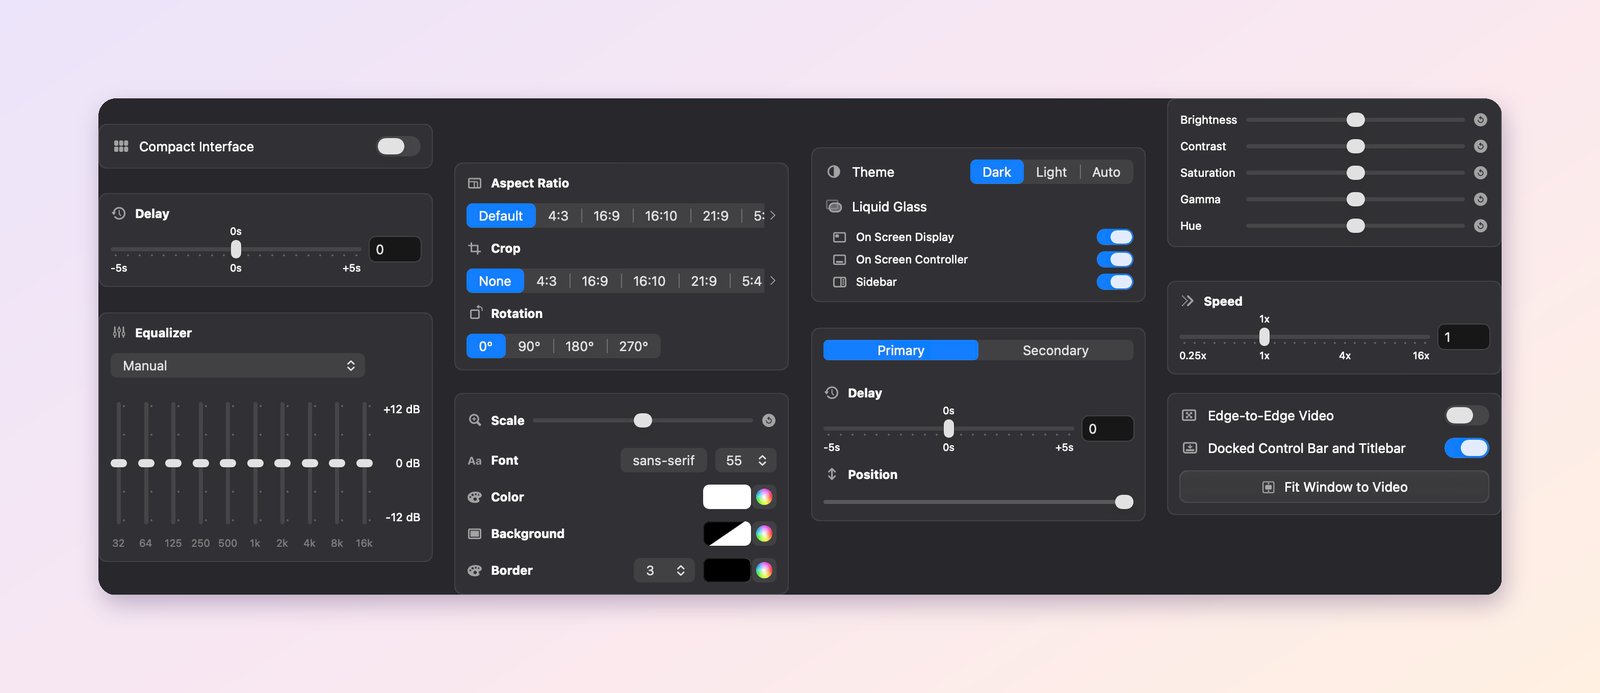 Compact Interface
Delay
0s
0
-5s 0s +5s
Equalizer
Manual
+12 dB
0 dB
-12 dB
32 64 125 250 500 1k 2k 4k 8k 16k
Aspect Ratio
Default 4:3 16:9 16:10 21:9 5:
Crop
None 4:3 16:9 16:10 21:9 5:4
Rotation
0° 90° 180° 270°
Scale
Aa Font sans-serif 55
Color
Background
Border 3
Theme Dark Light Auto
Liquid Glass
On Screen Display
On Screen Controller
Sidebar
Primary Secondary
Delay
0s
0
-5s 0s +5s
Position
Brightness
Contrast
Saturation
Gamma
Hue
Speed
1x
1
0.25x 1x 4x 16x
Edge-to-Edge Video
Docked Control Bar and Titlebar
Fit Window to Video